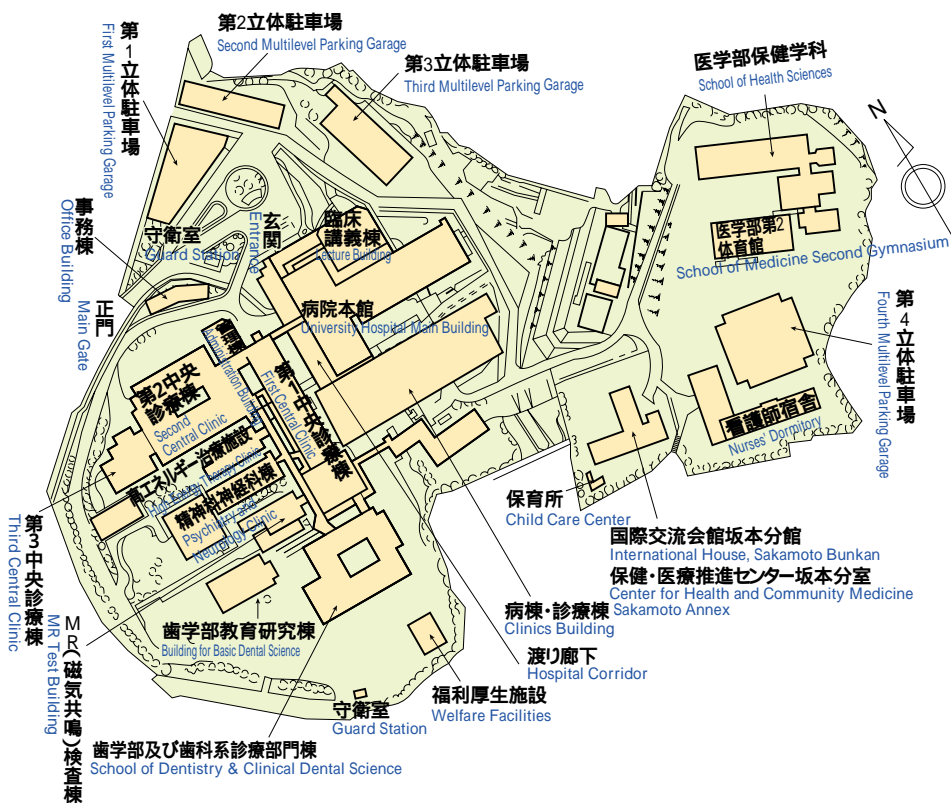 第2立体駐車場
Second Multilevel Parking Garage
第1立体駐車場
First Multilevel Parking Garage
第3立体駐車場
Third Multilevel Parking Garage
医学部保健学科
School of Health Sciences
N
事務棟
Office Building
守衛室
Guard Station
玄関
Entrance
臨床
講義棟
Lecture Building
医学部第2
体育館
School of Medicine Second Gymnasium
正門
Main Gate
病院本館
University Hospital Main Building
管理棟
Administration Building
第4立体駐車場
Fourth Multilevel Parking Garage
第2中央
診療棟
Second
Central Clinic
第1中央診療棟
First Central Clinic
看護師宿舎
Nurses' Dormitory
高エネルギー治療施設
High Energy Therapy Clinic
精神科神経科棟
Psychiatry and
Neurology Clinic
保育所
Child Care Center
第3中央診療棟
Third Central Clinic
国際交流会館坂本分館
International House, Sakamoto Bunkan
保健・医療推進センター坂本分室
Center for Health and Community Medicine
Sakamoto Annex
病棟・診療棟
Clinics Building
MR(磁気共鳴)検査棟
MR Test Building
歯学部教育研究棟
Building for Basic Dental Science
渡り廊下
Hospital Corridor
福利厚生施設
Welfare Facilities
守衛室
Guard Station
歯学部及び歯科系診療部門棟
School of Dentistry & Clinical Dental Science